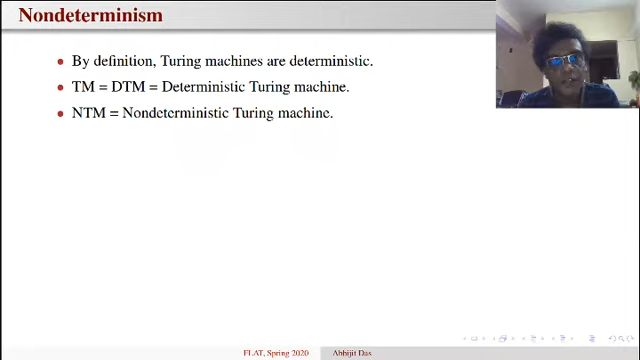 Nondeterminism
• By definition, Turing machines are deterministic.
• TM = DTM = Deterministic Turing machine.
• NTM = Nondeterministic Turing machine.
FLAT, Spring 2020 Abhijit Das